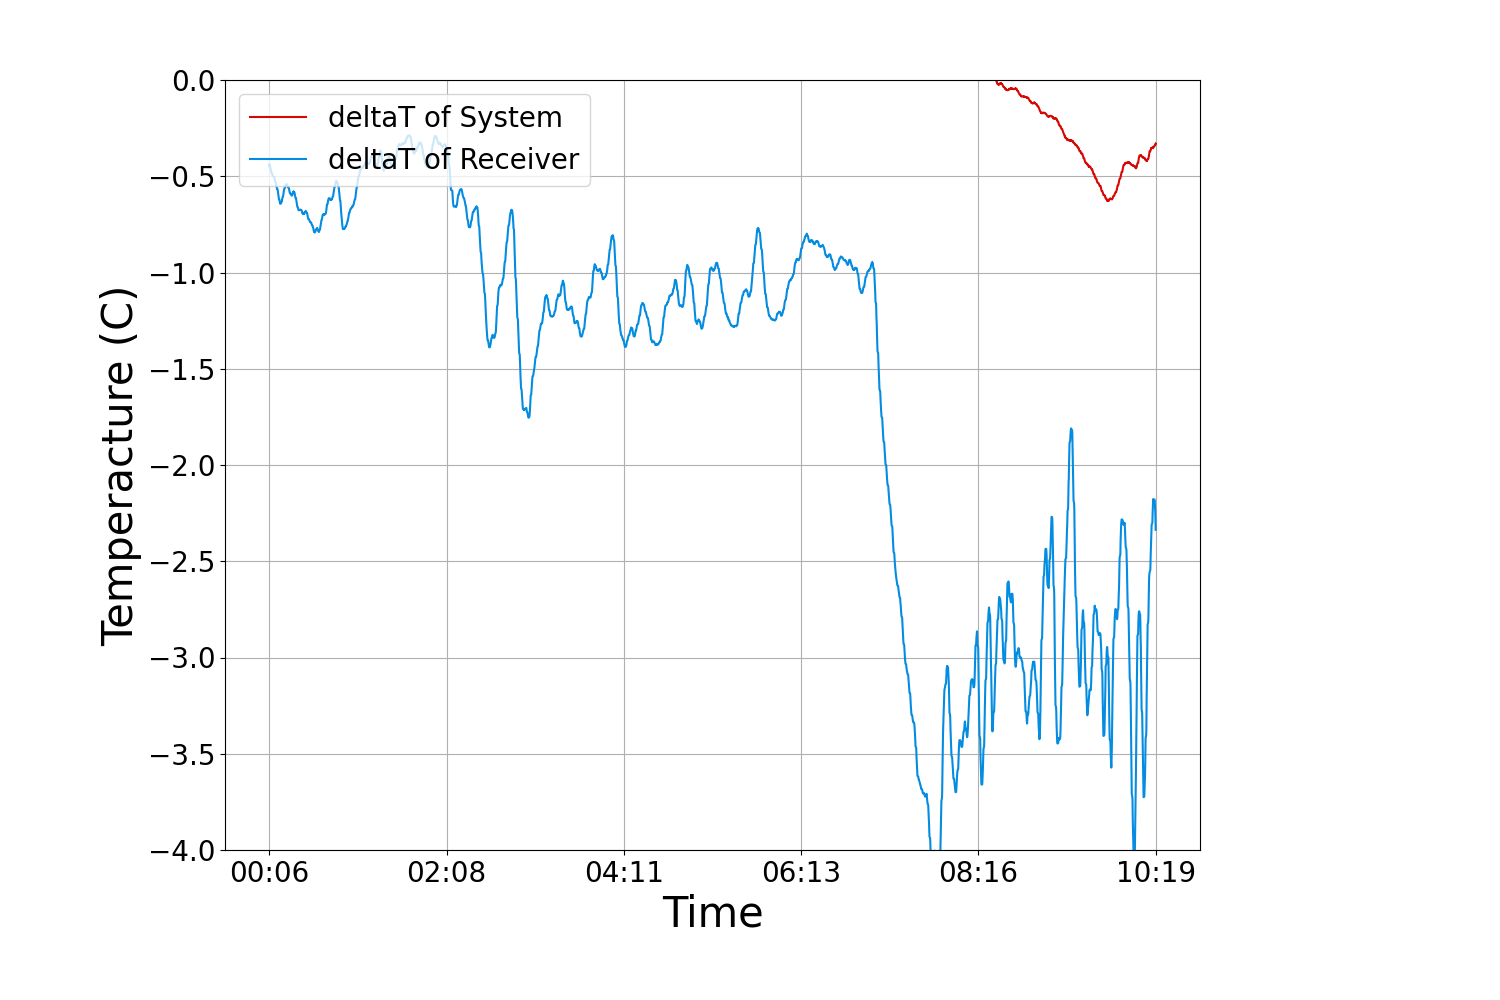 deltaT of System
deltaT of Receiver
0.0
−0.5
−1.0
−1.5
−2.0
−2.5
−3.0
−3.5
−4.0
Temperacture (C)
00:06 02:08 04:11 06:13 08:16 10:19
Time